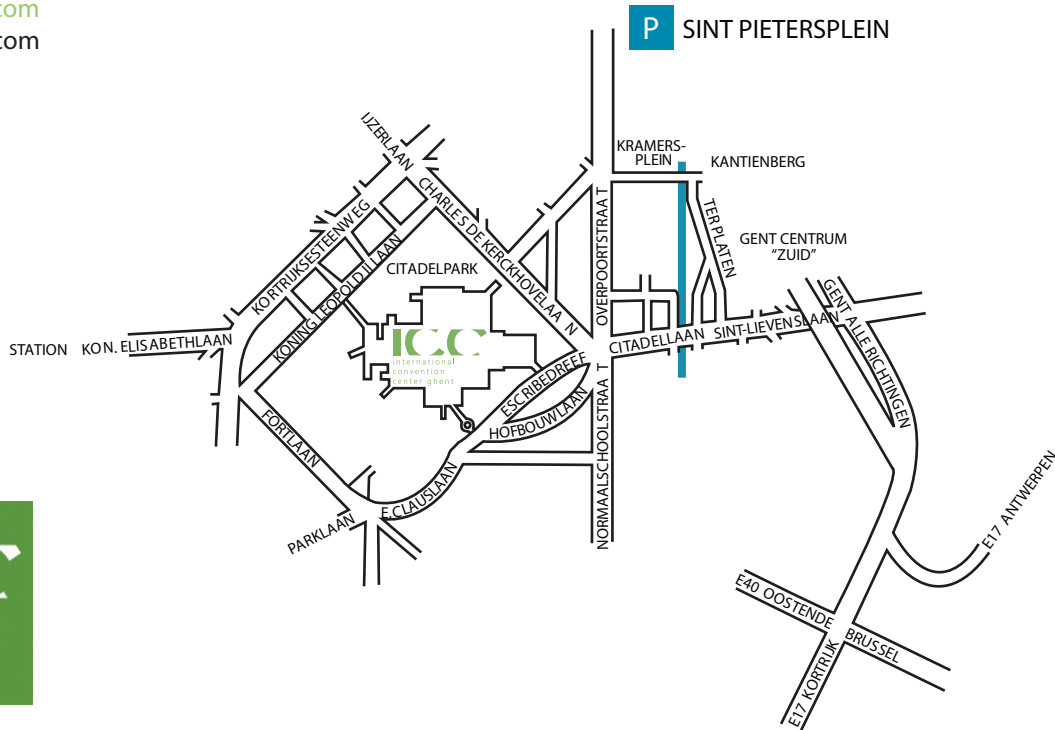 com
com
P SINT PIETERSPLEIN
IJZERLAAN
KRAMERS-
PLEIN
KANTIENBERG
CHARLES DE KERCKHOVELAAN
KORTRIJKSESTEENWEG
OVERPOORTSTRAAT
TER PLATEN
GENT CENTRUM
"ZUID"
CITADELPARK
KONING LEOPOLD II LAAN
GENT ALLE RICHTINGEN
STATION KON. ELISABETHLAAN
ICC
international
convention
center ghent
CITADELLAAN SINT-LIEVENSLAAN
ESCRIBEDREEF
HOFBOUWLAAN
FORTLAAN
NORMAALSCHOOLSTRAAT
E.CLAUSLAAN
PARKLAAN
E17 ANTWERPEN
E40 OOSTENDE
BRUSSEL
E17 KORTRIJK